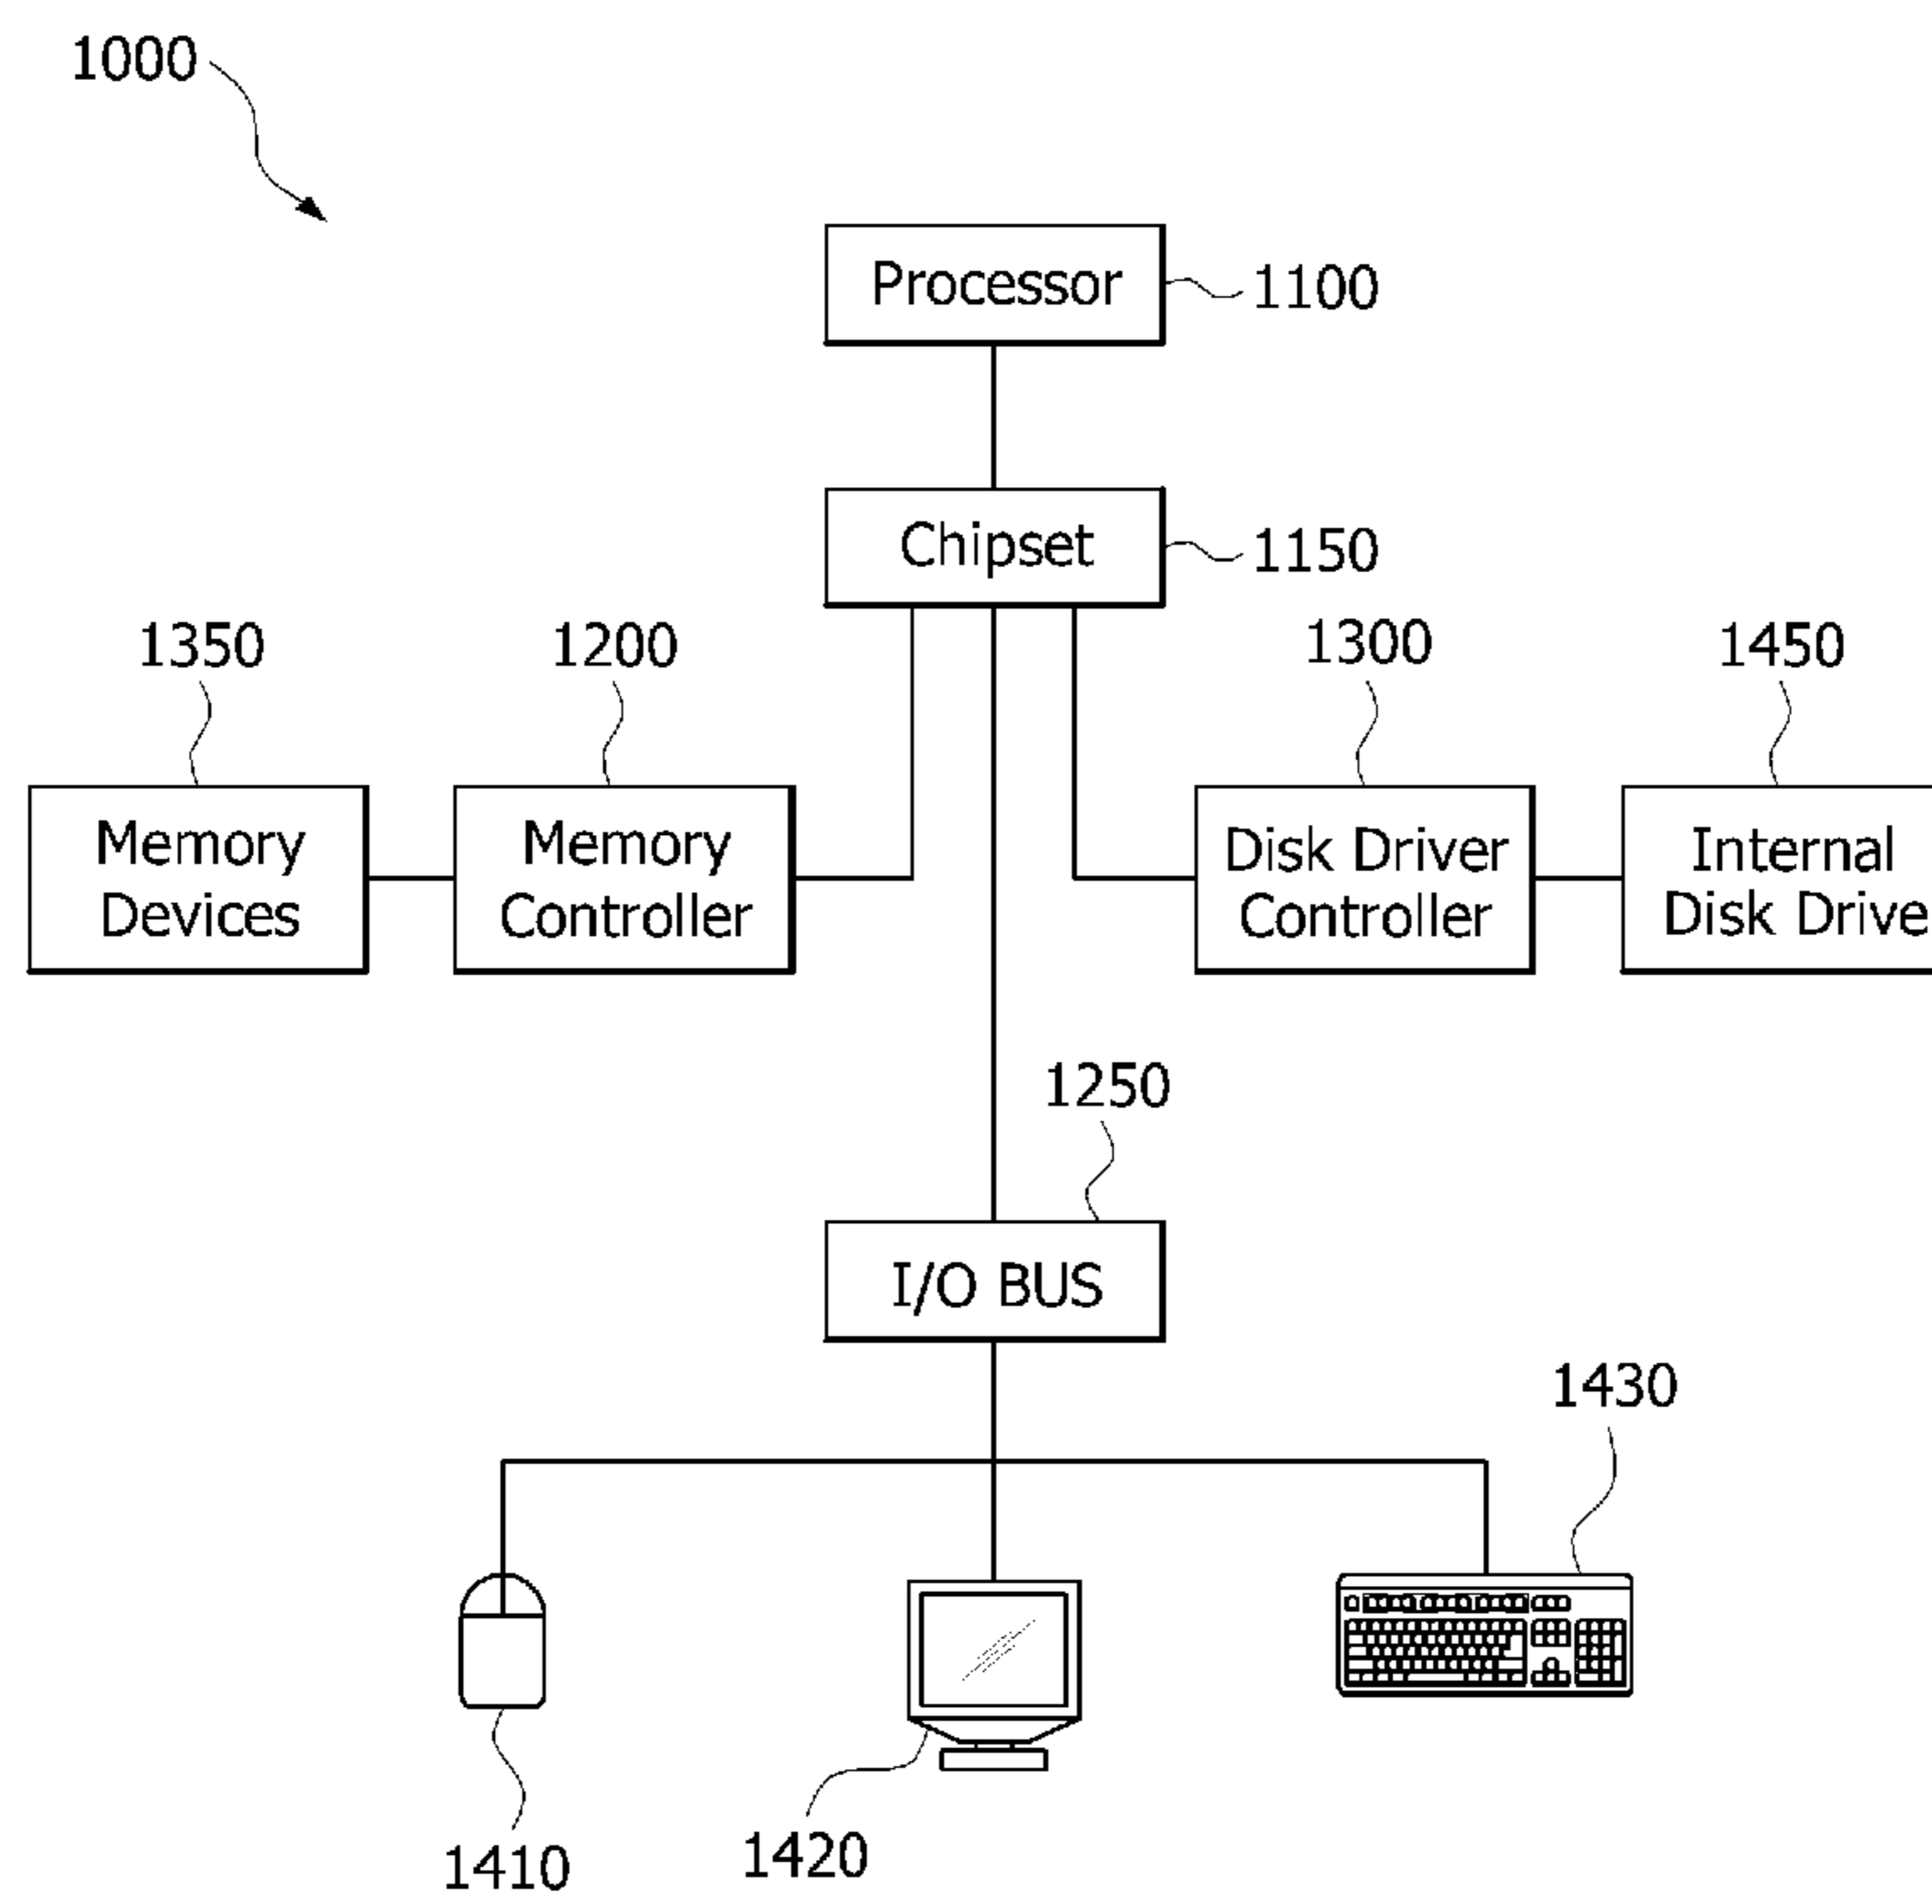 1000
Processor
1100
Chipset
1150
1350
1200
1300
1450
Memory
Devices
Memory
Controller
Disk Driver
Controller
Internal
Disk Drive
1250
I/O BUS
1430
1410
1420